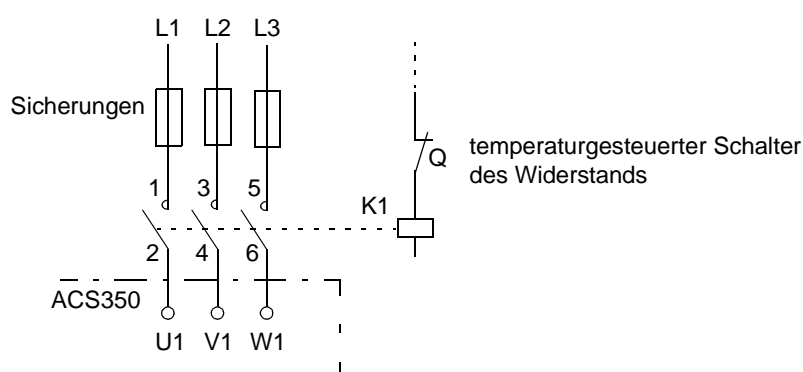 L1 L2 L3
Sicherungen
temperaturgesteuerter Schalter
des Widerstands
Q
1 3 5
K1
2 4 6
ACS350
U1 V1 W1